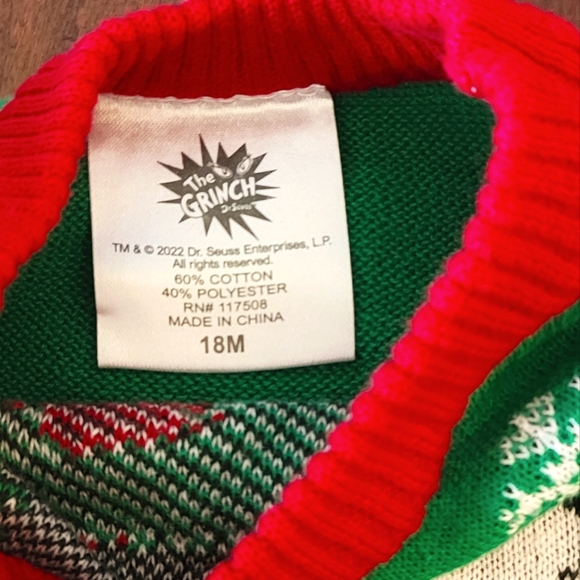 The
GRINCH
Dr. Seuss
TM & © 2022 Dr. Seuss Enterprises, L.P.
All rights reserved.
60% COTTON
40% POLYESTER
RN# 117508
MADE IN CHINA
18M